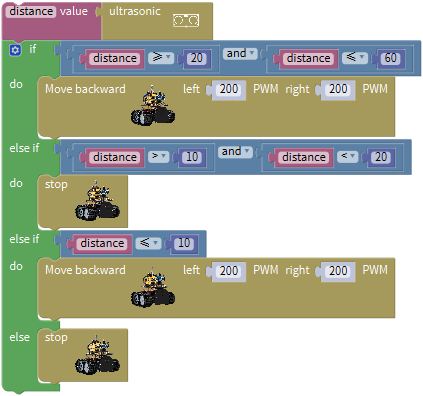 distance value ultrasonic
if distance ≥ 20 and distance ≤ 60
do Move backward left 200 PWM right 200 PWM
else if distance > 10 and distance < 20
do stop
else if distance ≤ 10
do Move backward left 200 PWM right 200 PWM
else stop